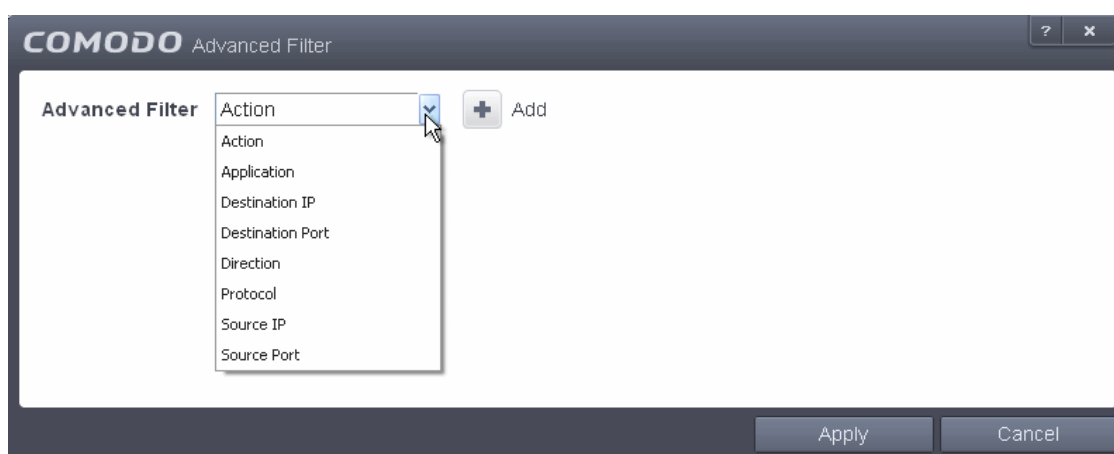 COMODO Advanced Filter ? x
Advanced Filter Action + Add
Action
Application
Destination IP
Destination Port
Direction
Protocol
Source IP
Source Port
Apply Cancel